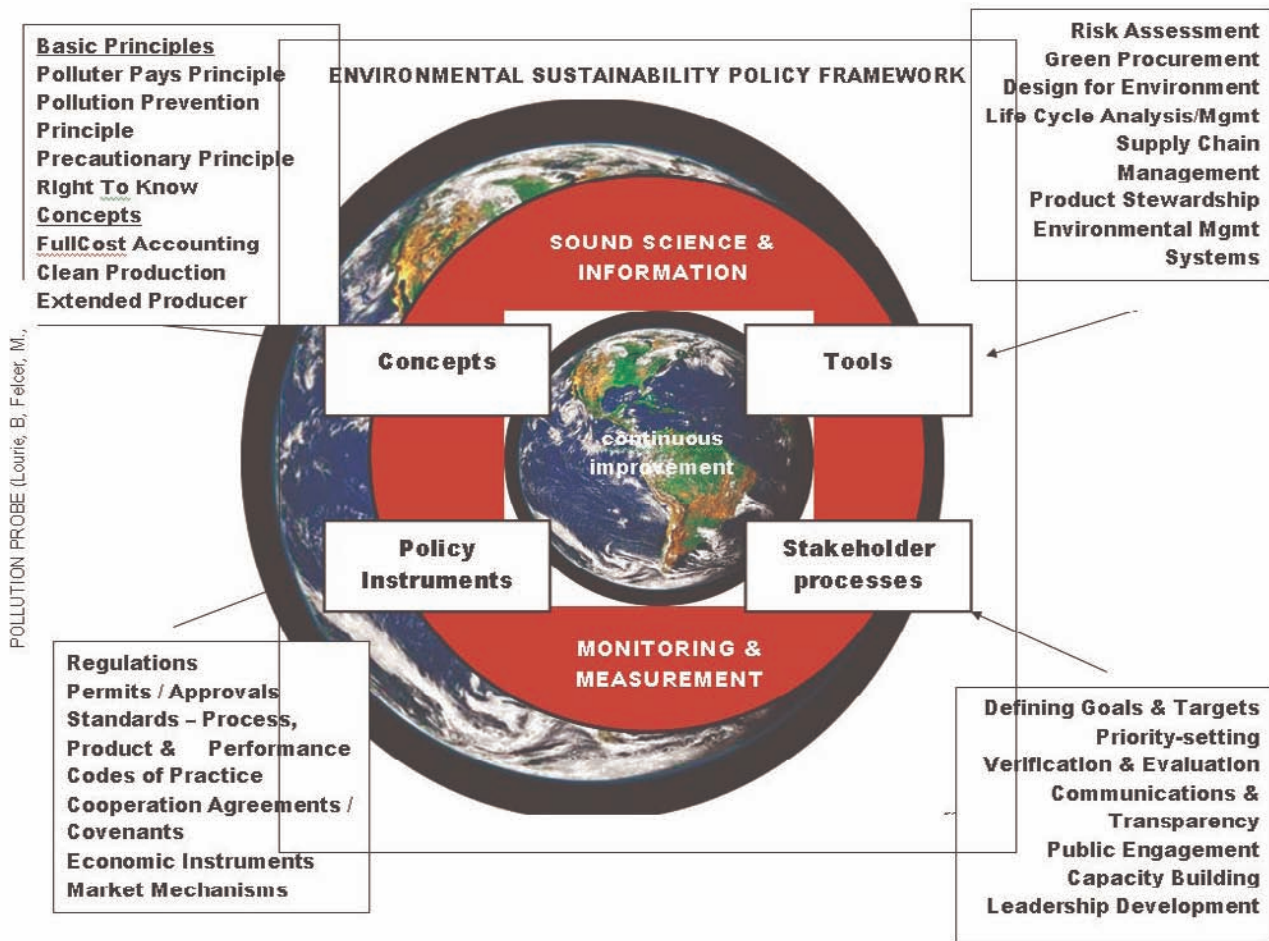 Basic Principles
Polluter Pays Principle
Pollution Prevention
Principle
Precautionary Principle
Right To Know
Concepts
FullCost Accounting
Clean Production
Extended Producer
ENVIRONMENTAL SUSTAINABILITY POLICY FRAMEWORK
Risk Assessment
Green Procurement
Design for Environment
Life Cycle Analysis/Mgmt
Supply Chain
Management
Product Stewardship
Environmental Mgmt
Systems
SOUND SCIENCE &
INFORMATION
Concepts
Tools
continuous
improvement
Policy
Instruments
Stakeholder
processes
MONITORING &
MEASUREMENT
Regulations
Permits / Approvals
Standards – Process,
Product & Performance
Codes of Practice
Cooperation Agreements /
Covenants
Economic Instruments
Market Mechanisms
Defining Goals & Targets
Priority-setting
Verification & Evaluation
Communications &
Transparency
Public Engagement
Capacity Building
Leadership Development
POLLUTION PROBE (Lourie, B, Felcer, M.,